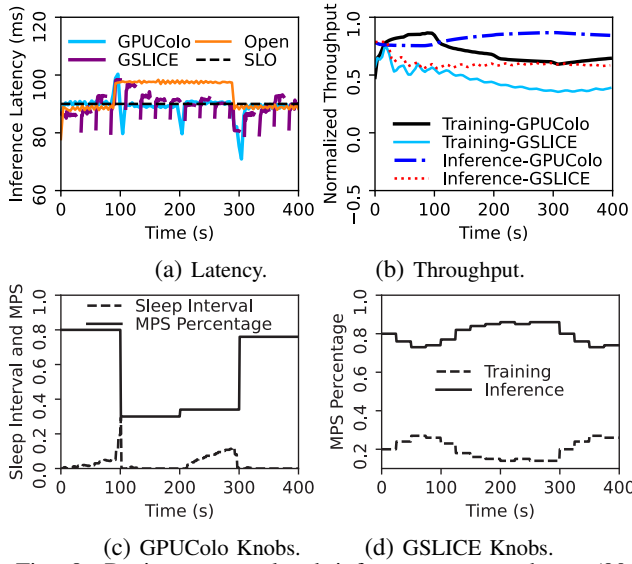 Inference Latency (ms)
120
100
80
60
GPUColo
GSLICE
Open
SLO
0 100 200 300 400
Time (s)
(a) Latency.
Normalized Throughput
1.0
0.5
0.0
−0.5
Training-GPUColo
Training-GSLICE
Inference-GPUColo
Inference-GSLICE
0 100 200 300 400
Time (s)
(b) Throughput.
Sleep Interval and MPS
1.0
0.8
0.6
0.4
0.2
0.0
Sleep Interval
MPS Percentage
0 100 200 300 400
Time (s)
(c) GPUColo Knobs.
MPS Percentage
1.0
0.8
0.6
0.4
0.2
Training
Inference
0 100 200 300 400
Time (s)
(d) GSLICE Knobs.